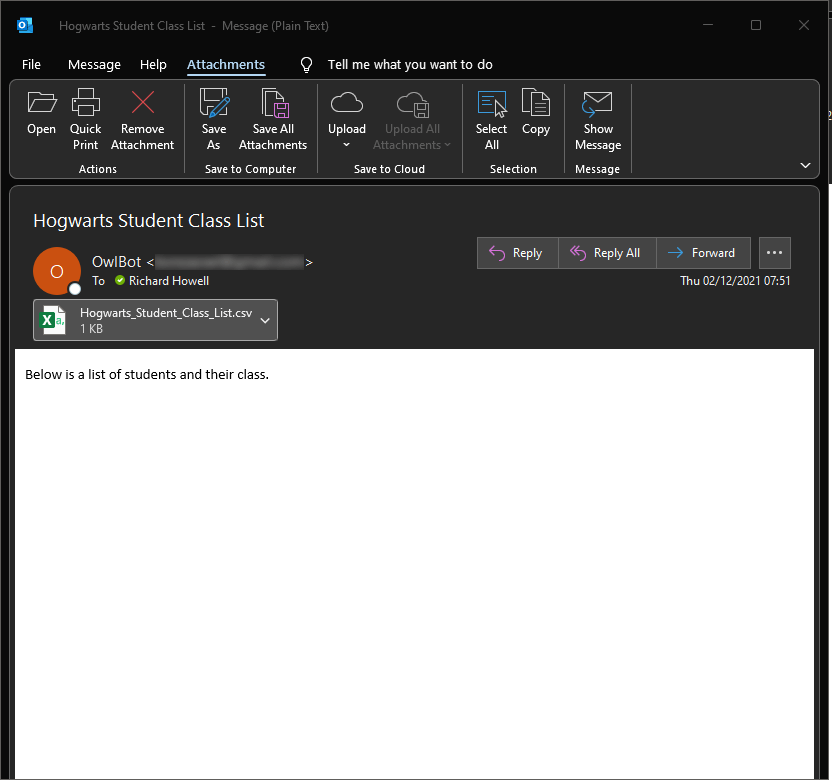 Hogwarts Student Class List - Message (Plain Text)
File Message Help Attachments Tell me what you want to do
Open Quick Print Remove Attachment Save As Save All Attachments Upload Upload All Attachments Select All Copy Show Message
Actions Save to Computer Save to Cloud Selection Message
Hogwarts Student Class List
O
OwlBot < >
Reply Reply All Forward ...
To Richard Howell
Thu 02/12/2021 07:51
Hogwarts_Student_Class_List.csv
1 KB
Below is a list of students and their class.